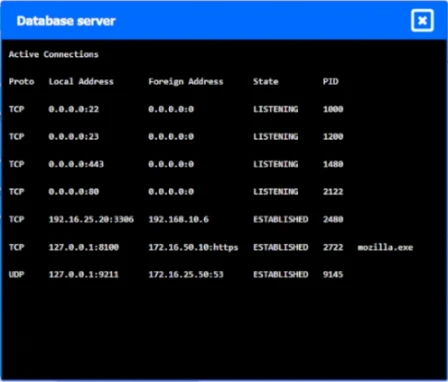 Database server
Active Connections
Proto Local Address Foreign Address State PID
TCP 0.0.0.0:22 0.0.0.0:0 LISTENING 1000
TCP 0.0.0.0:23 0.0.0.0:0 LISTENING 1200
TCP 0.0.0.0:443 0.0.0.0:0 LISTENING 1480
TCP 0.0.0.0:80 0.0.0.0:0 LISTENING 2122
TCP 192.16.25.20:3306 192.168.10.6 ESTABLISHED 2480
TCP 127.0.0.1:8100 172.16.50.10:https ESTABLISHED 2722 mozilla.exe
UDP 127.0.0.1:9211 172.16.25.50:53 ESTABLISHED 9145